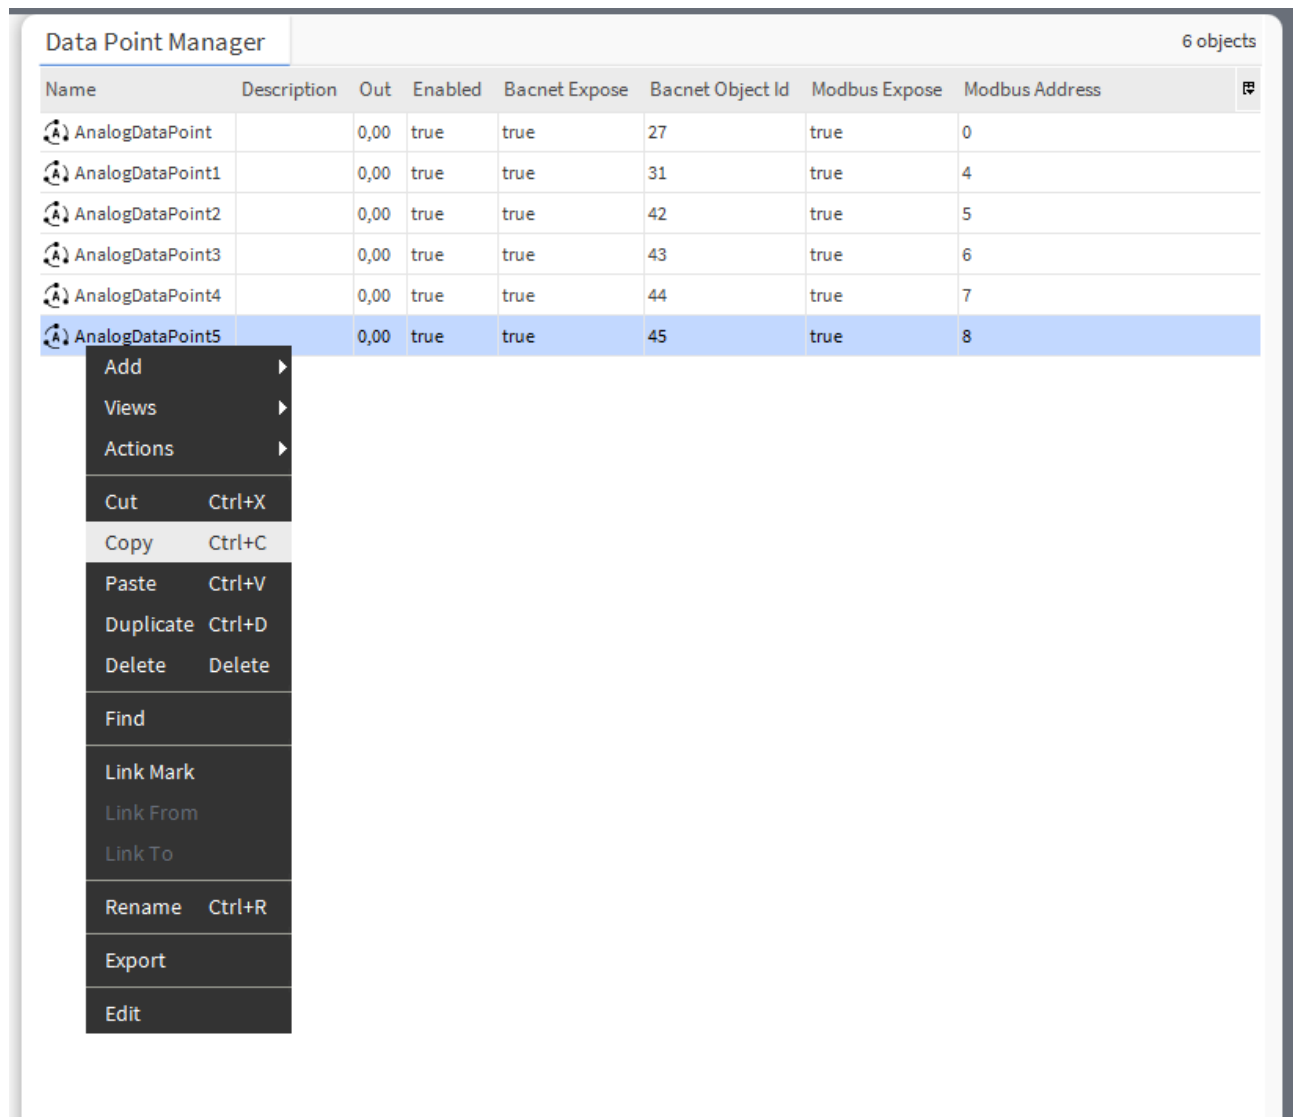 Data Point Manager 6 objects
Name Description Out Enabled Bacnet Expose Bacnet Object Id Modbus Expose Modbus Address
AnalogDataPoint 0,00 true true 27 true 0
AnalogDataPoint1 0,00 true true 31 true 4
AnalogDataPoint2 0,00 true true 42 true 5
AnalogDataPoint3 0,00 true true 43 true 6
AnalogDataPoint4 0,00 true true 44 true 7
AnalogDataPoint5 0,00 true true 45 true 8
Add
Views
Actions
Cut Ctrl+X
Copy Ctrl+C
Paste Ctrl+V
Duplicate Ctrl+D
Delete Delete
Find
Link Mark
Link From
Link To
Rename Ctrl+R
Export
Edit